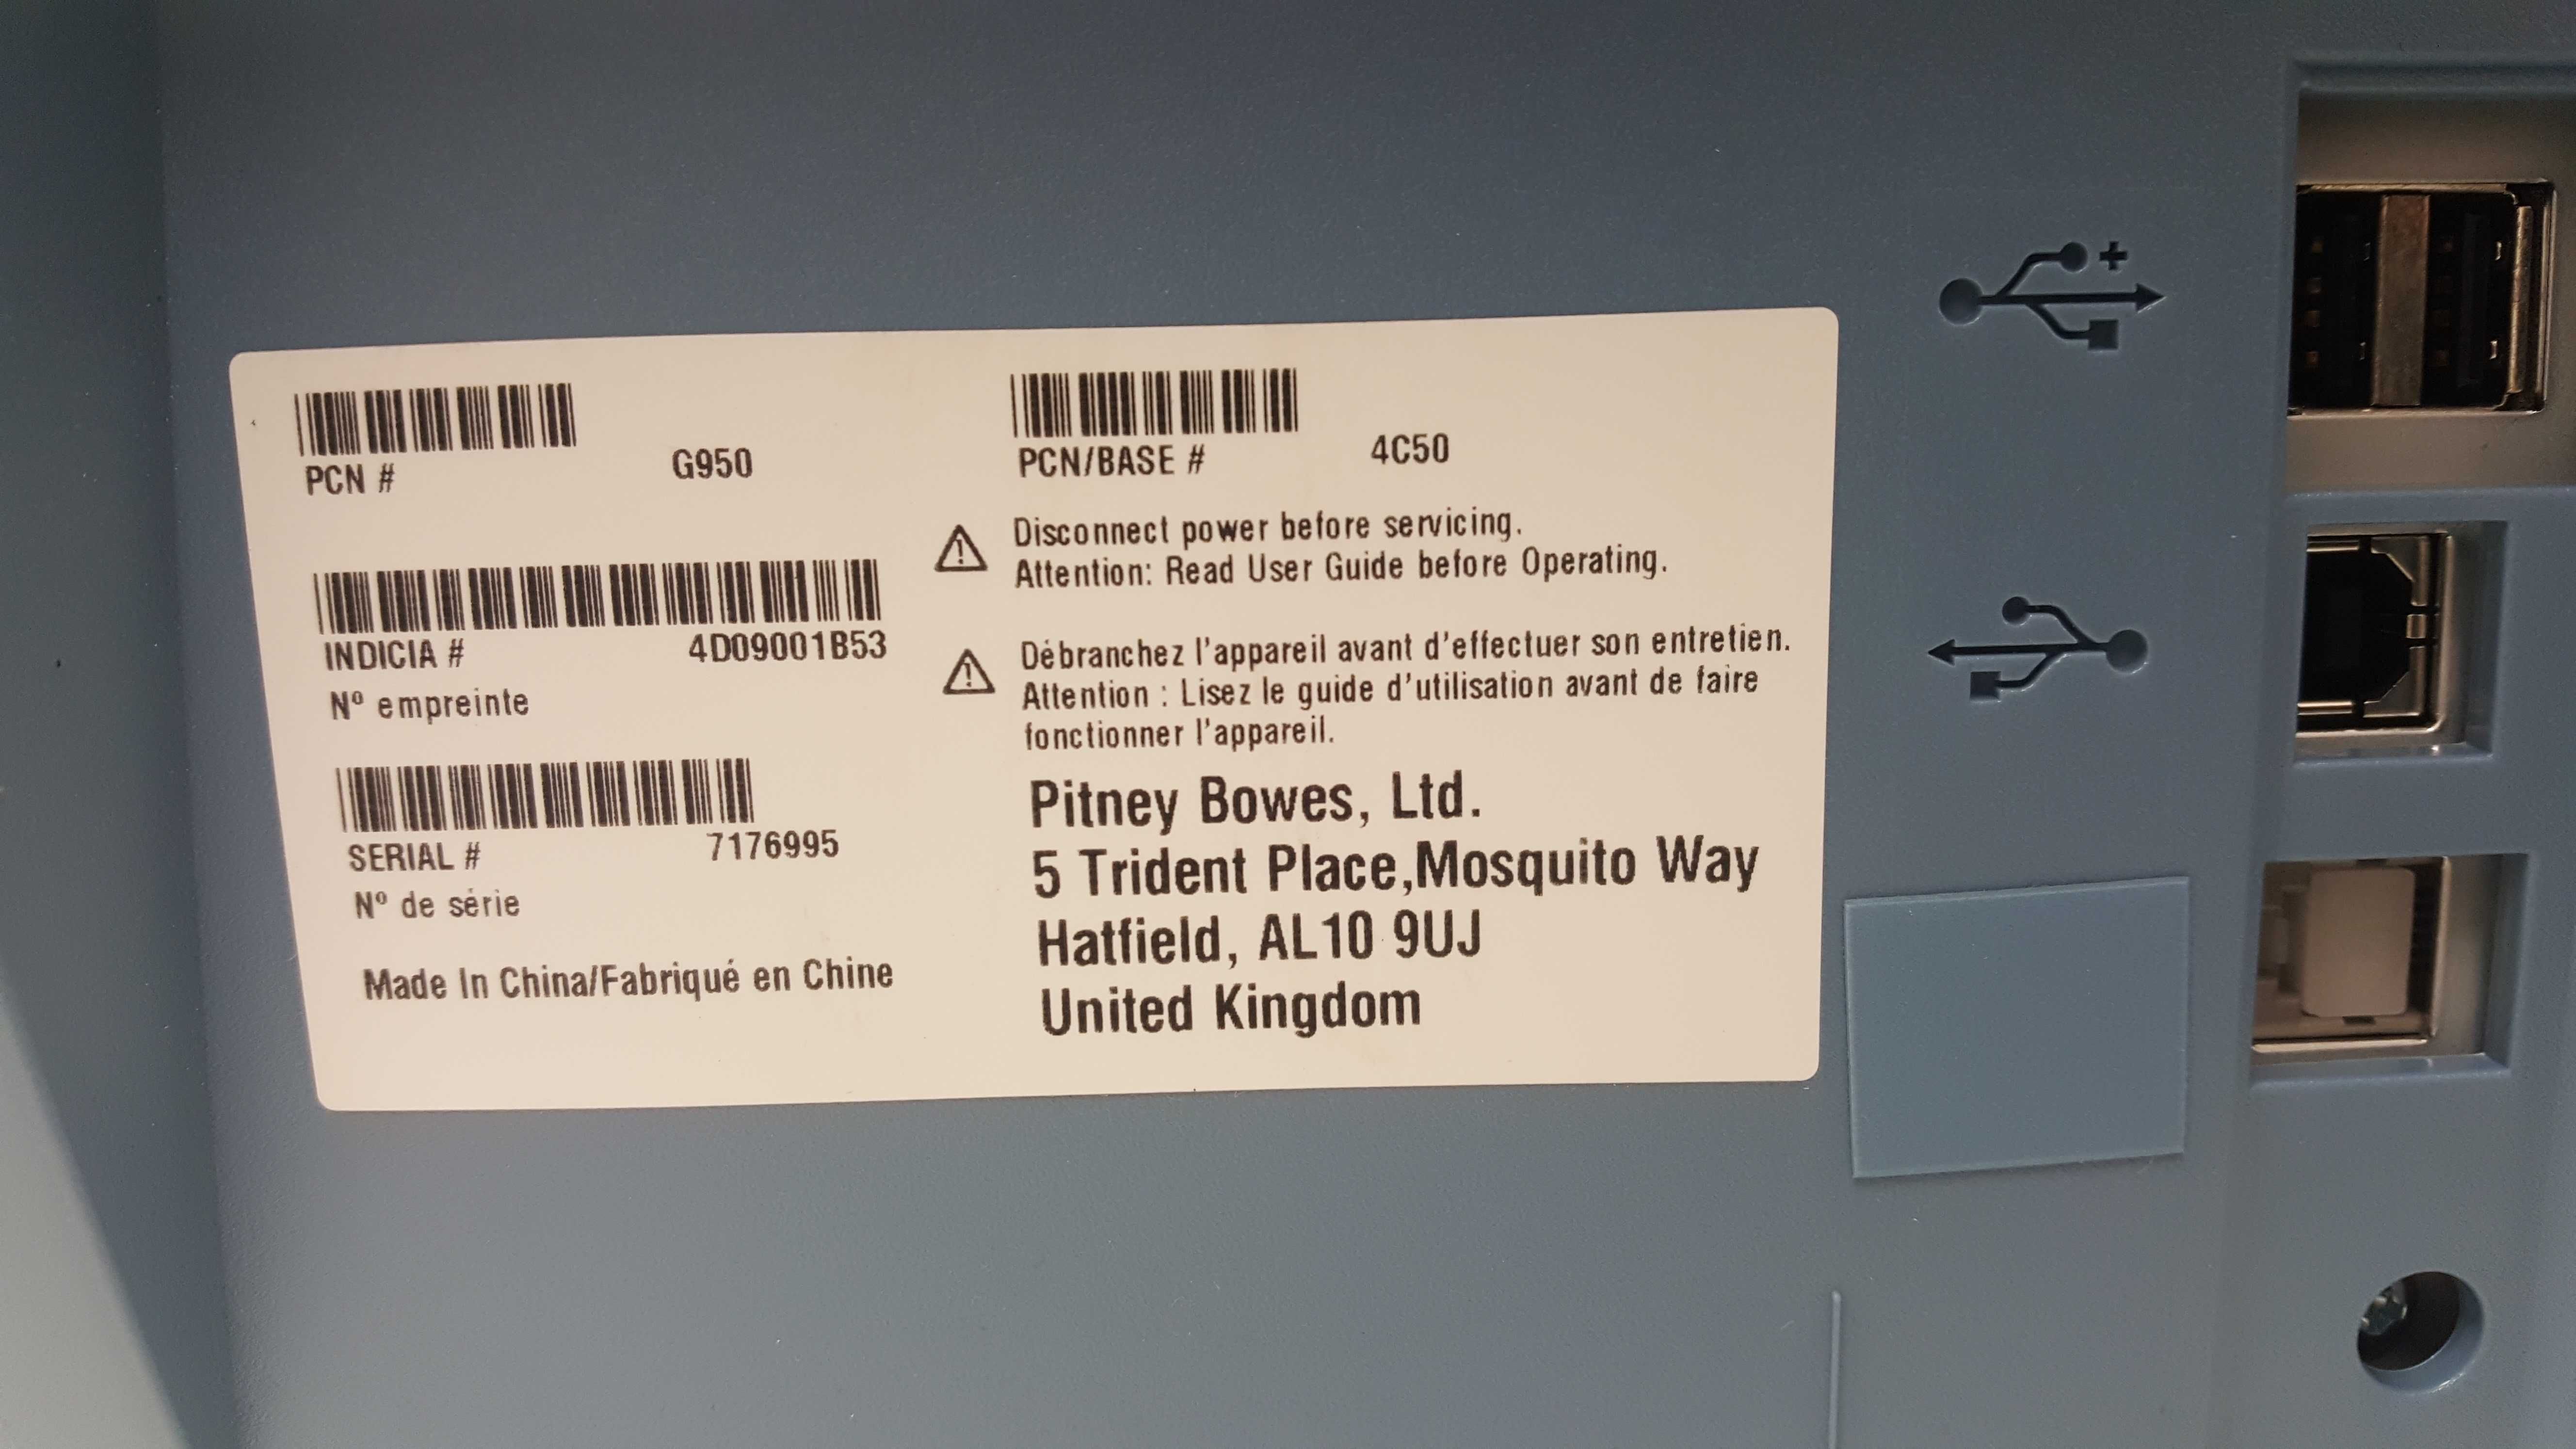 PCN # G950
INDICIA # 4D09001B53
Nº empreinte
SERIAL # 7176995
Nº de série
Made In China/Fabriqué en Chine
PCN/BASE # 4C50
Disconnect power before servicing.
Attention: Read User Guide before Operating.
Débranchez l'appareil avant d'effectuer son entretien.
Attention : Lisez le guide d'utilisation avant de faire
fonctionner l'appareil.
Pitney Bowes, Ltd.
5 Trident Place,Mosquito Way
Hatfield, AL10 9UJ
United Kingdom